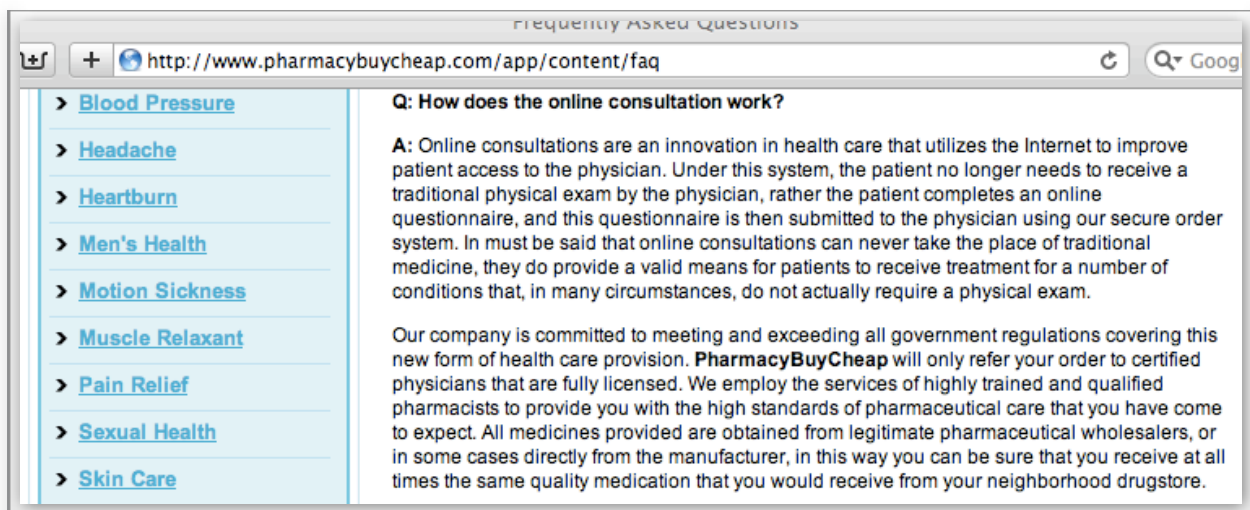 Frequently Asked Questions
http://www.pharmacybuycheap.com/app/content/faq
Goog
Blood Pressure
Headache
Heartburn
Men's Health
Motion Sickness
Muscle Relaxant
Pain Relief
Sexual Health
Skin Care
Q: How does the online consultation work?
A: Online consultations are an innovation in health care that utilizes the Internet to improve
patient access to the physician. Under this system, the patient no longer needs to receive a
traditional physical exam by the physician, rather the patient completes an online
questionnaire, and this questionnaire is then submitted to the physician using our secure order
system. In must be said that online consultations can never take the place of traditional
medicine, they do provide a valid means for patients to receive treatment for a number of
conditions that, in many circumstances, do not actually require a physical exam.
Our company is committed to meeting and exceeding all government regulations covering this
new form of health care provision. PharmacyBuyCheap will only refer your order to certified
physicians that are fully licensed. We employ the services of highly trained and qualified
pharmacists to provide you with the high standards of pharmaceutical care that you have come
to expect. All medicines provided are obtained from legitimate pharmaceutical wholesalers, or
in some cases directly from the manufacturer, in this way you can be sure that you receive at all
times the same quality medication that you would receive from your neighborhood drugstore.